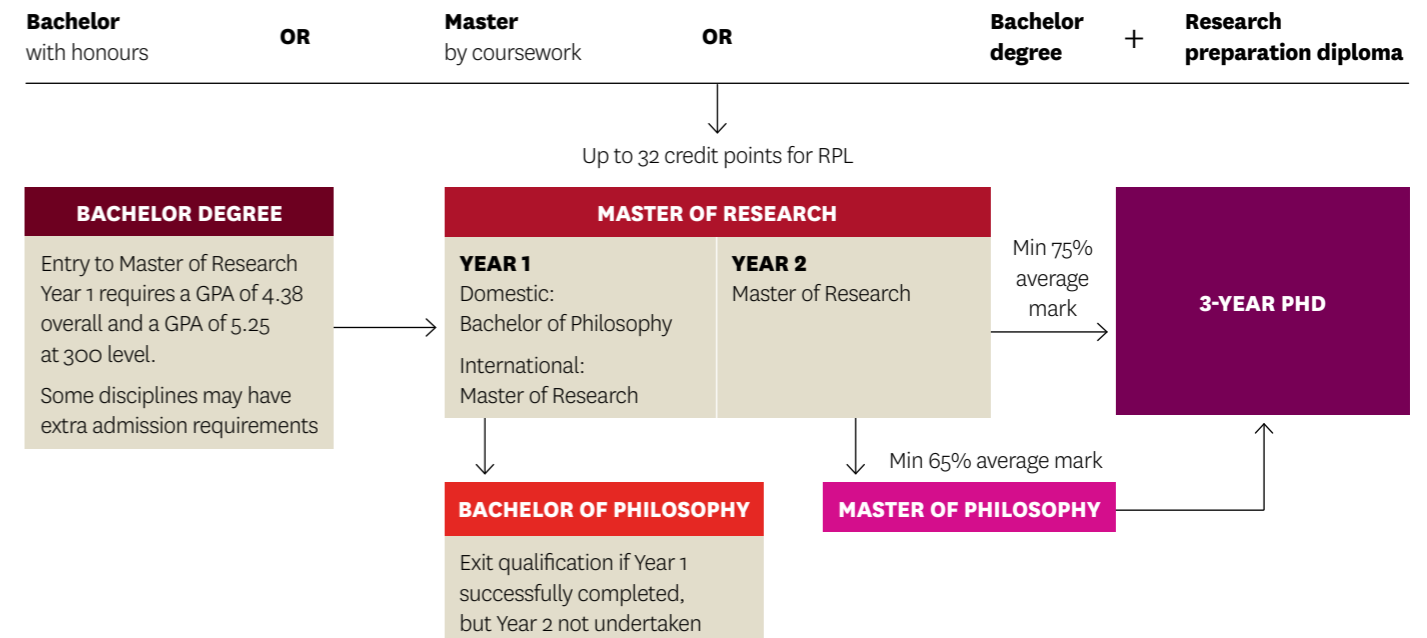 Bachelor
with honours
OR
Master
by coursework
OR
Bachelor
degree
+
Research
preparation diploma
Up to 32 credit points for RPL
BACHELOR DEGREE
Entry to Master of Research
Year 1 requires a GPA of 4.38
overall and a GPA of 5.25
at 300 level.
Some disciplines may have
extra admission requirements
MASTER OF RESEARCH
YEAR 1
Domestic:
Bachelor of Philosophy
International:
Master of Research
YEAR 2
Master of Research
Min 75%
average
mark
3-YEAR PHD
Min 65% average mark
BACHELOR OF PHILOSOPHY
Exit qualification if Year 1
successfully completed,
but Year 2 not undertaken
MASTER OF PHILOSOPHY